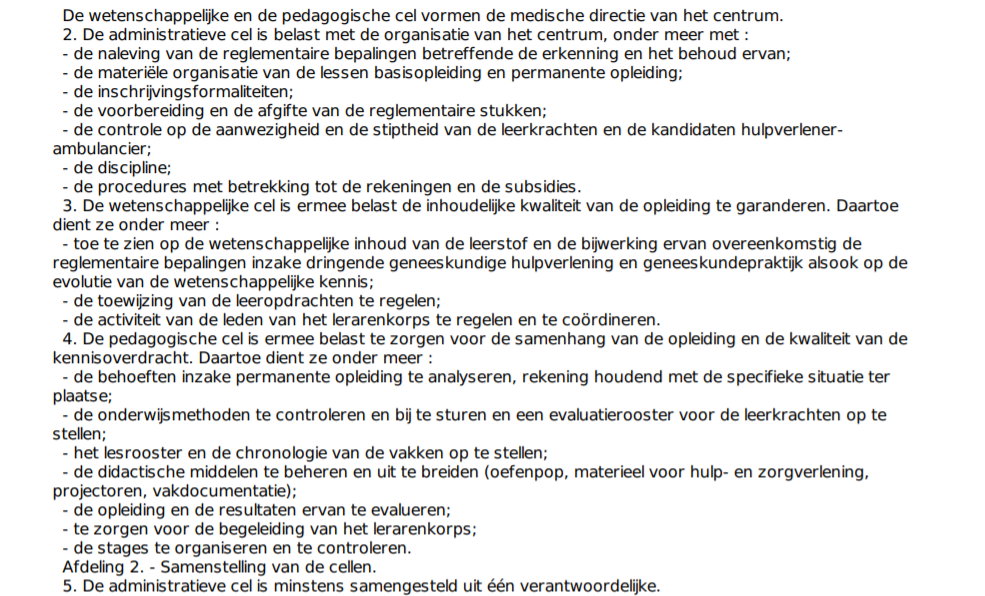 De wetenschappelijke en de pedagogische cel vormen de medische directie van het centrum.
2. De administratieve cel is belast met de organisatie van het centrum, onder meer met :
- de naleving van de reglementaire bepalingen betreffende de erkenning en het behoud ervan;
- de materiële organisatie van de lessen basisopleiding en permanente opleiding;
- de inschrijvingsformaliteiten;
- de voorbereiding en de afgifte van de reglementaire stukken;
- de controle op de aanwezigheid en de stiptheid van de leerkrachten en de kandidaten hulpverlener-
ambulancier;
- de discipline;
- de procedures met betrekking tot de rekeningen en de subsidies.
3. De wetenschappelijke cel is ermee belast de inhoudelijke kwaliteit van de opleiding te garanderen. Daartoe
dient ze onder meer :
- toe te zien op de wetenschappelijke inhoud van de leerstof en de bijwerking ervan overeenkomstig de
reglementaire bepalingen inzake dringende geneeskundige hulpverlening en geneeskundepraktijk alsook op de
evolutie van de wetenschappelijke kennis;
- de toewijzing van de leeropdrachten te regelen;
- de activiteit van de leden van het lerarenkorps te regelen en te coördineren.
4. De pedagogische cel is ermee belast te zorgen voor de samenhang van de opleiding en de kwaliteit van de
kennisoverdracht. Daartoe dient ze onder meer :
- de behoeften inzake permanente opleiding te analyseren, rekening houdend met de specifieke situatie ter
plaatse;
- de onderwijsmethoden te controleren en bij te sturen en een evaluatierooster voor de leerkrachten op te
stellen;
- het lesrooster en de chronologie van de vakken op te stellen;
- de didactische middelen te beheren en uit te breiden (oefenpop, materieel voor hulp- en zorgverlening,
projectoren, vakdocumentatie);
- de opleiding en de resultaten ervan te evalueren;
- te zorgen voor de begeleiding van het lerarenkorps;
- de stages te organiseren en te controleren.
Afdeling 2. - Samenstelling van de cellen.
5. De administratieve cel is minstens samengesteld uit één verantwoordelijke.